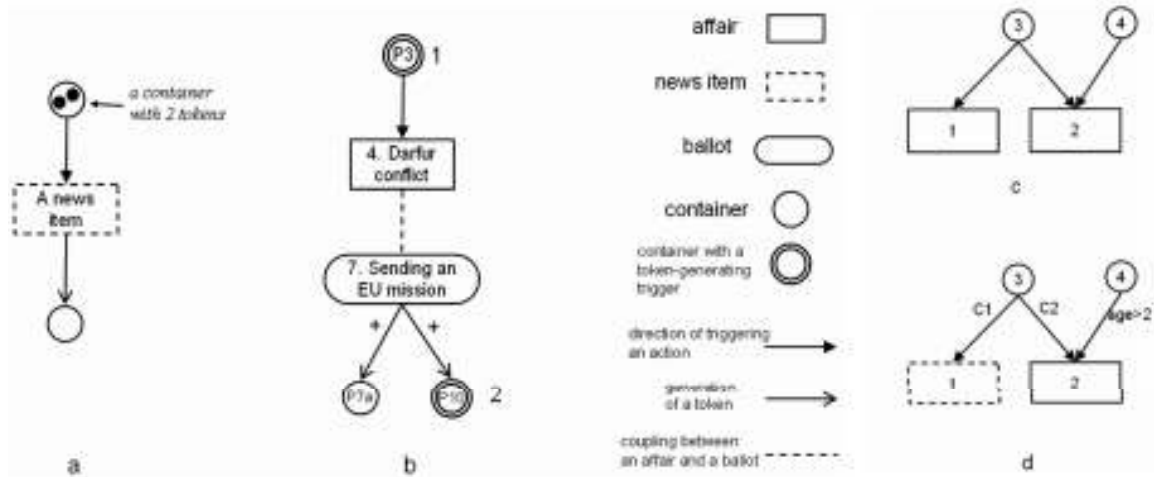 a container
with 2 tokens
A news
item
a
P3
1
4. Darfur
conflict
7. Sending an
EU mission
+
+
P7a
P10
2
b
affair
news item
ballot
container
container with a
token-generating
trigger
direction of triggering
an action
generation
of a token
coupling between
an affair and a ballot
3
4
1
2
c
3
4
C1
C2
age>2
1
2
d